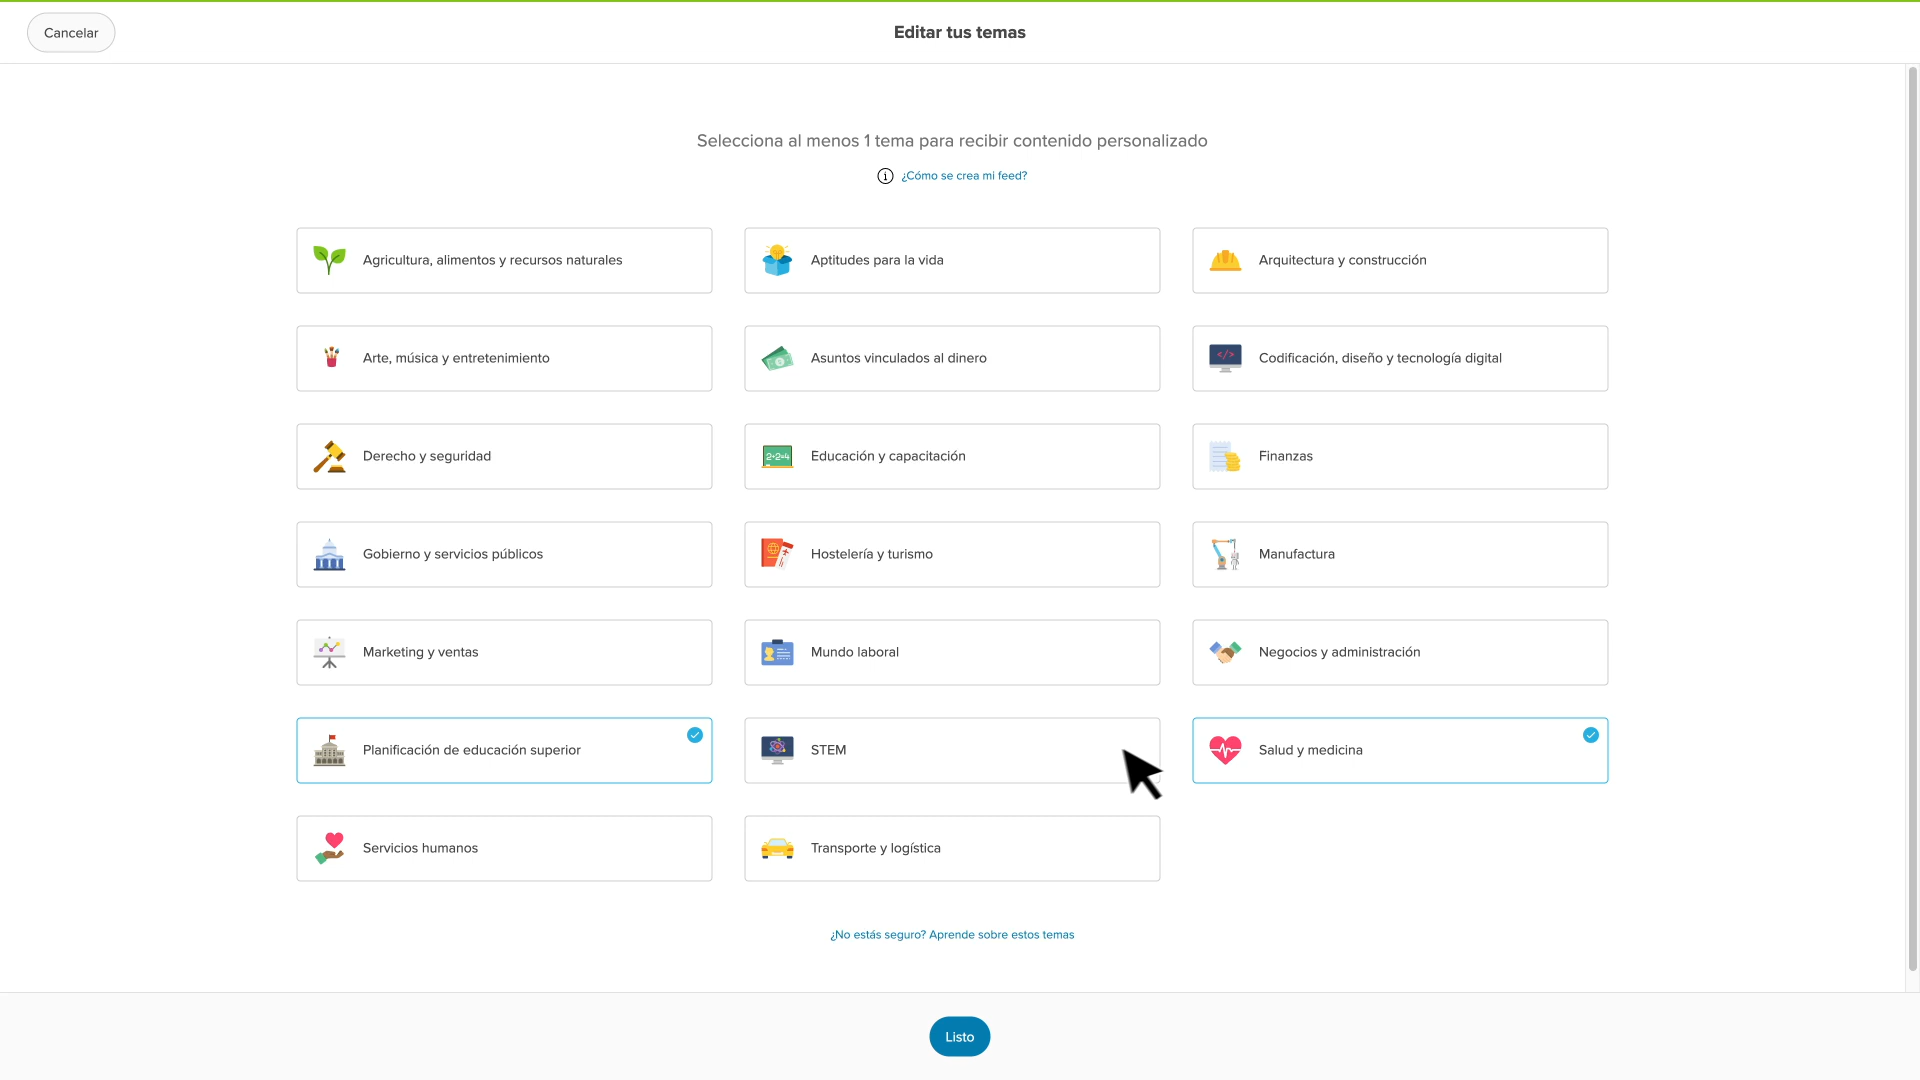 Cancelar
Editar tus temas
Selecciona al menos 1 tema para recibir contenido personalizado
¿Cómo se crea mi feed?
Agricultura, alimentos y recursos naturales
Aptitudes para la vida
Arquitectura y construcción
Arte, música y entretenimiento
Asuntos vinculados al dinero
</>
Codificación, diseño y tecnología digital
Derecho y seguridad
2+2=4
Educación y capacitación
Finanzas
Gobierno y servicios públicos
Hostelería y turismo
Manufactura
Marketing y ventas
Mundo laboral
Negocios y administración
Planificación de educación superior
STEM
Salud y medicina
Servicios humanos
Transporte y logística
¿No estás seguro? Aprende sobre estos temas
Listo